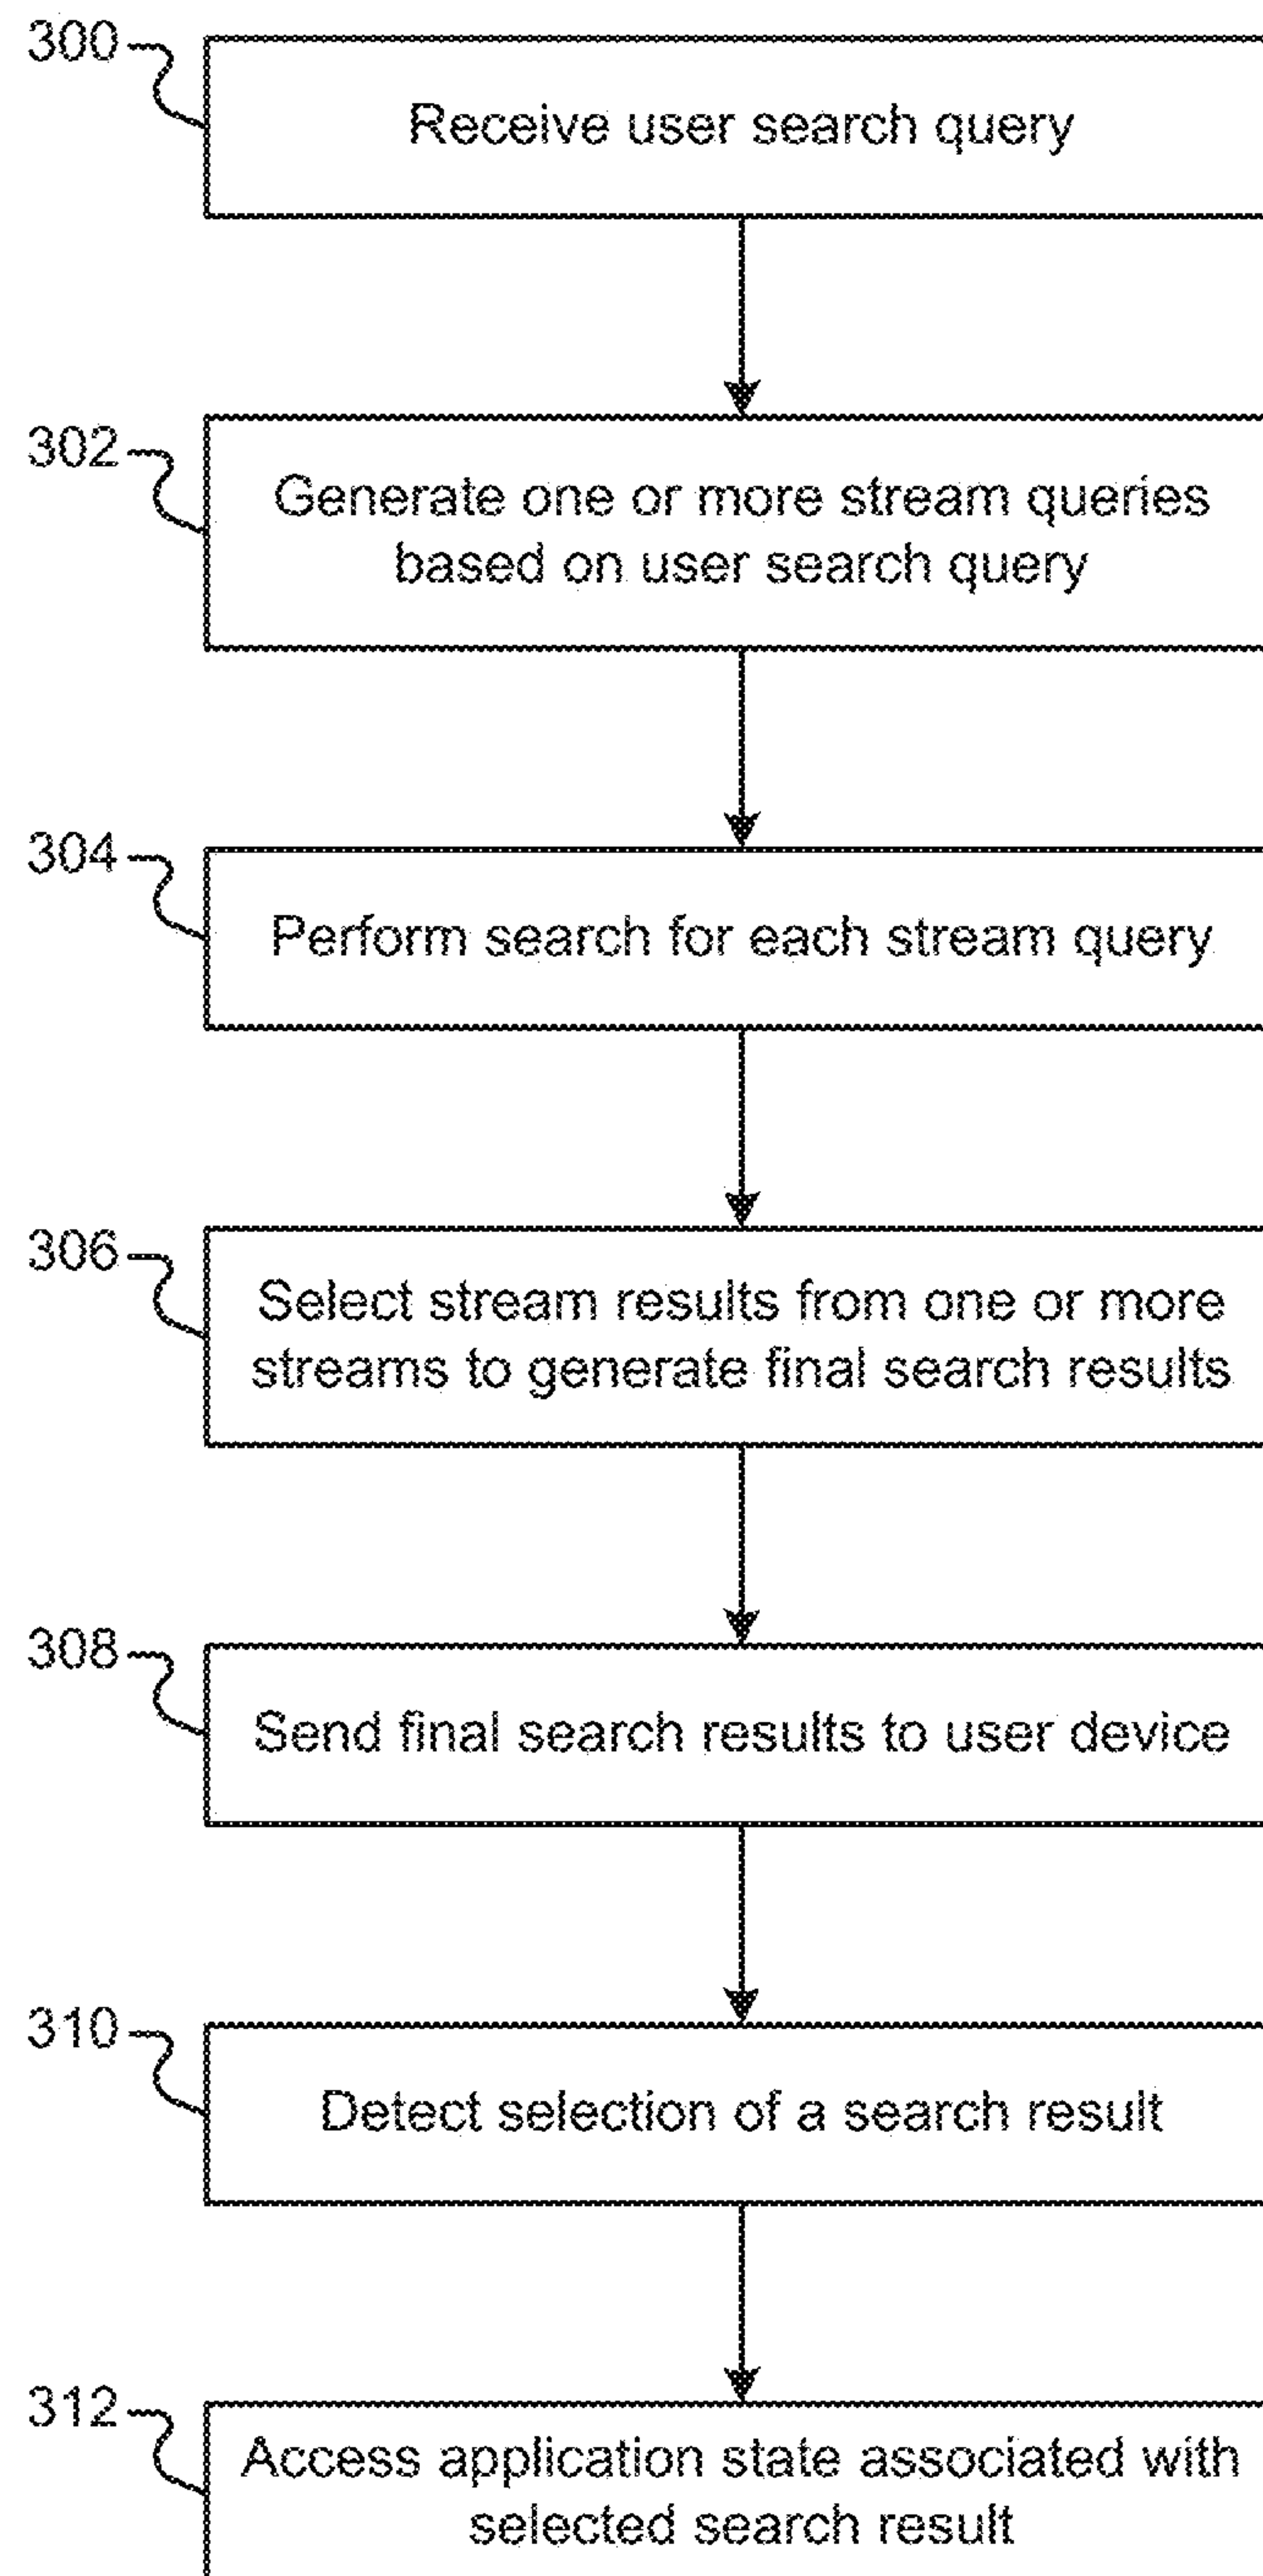 300
Receive user search query
302
Generate one or more stream queries
based on user search query
304
Perform search for each stream query
306
Select stream results from one or more
streams to generate final search results
308
Send final search results to user device
310
Detect selection of a search result
312
Access application state associated with
selected search result